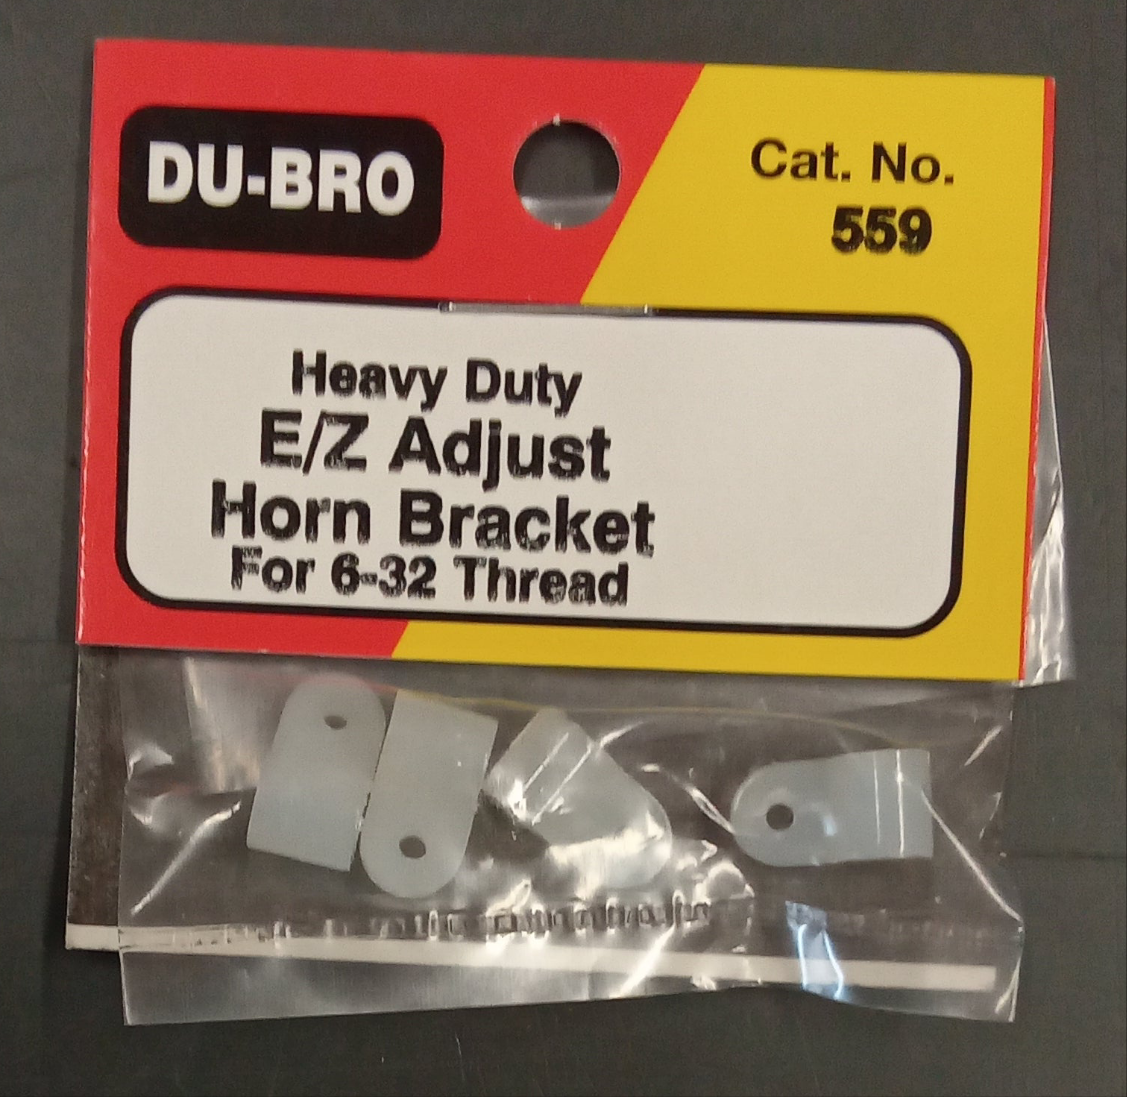 DU-BRO
Cat. No.
559
Heavy Duty
E/Z Adjust
Horn Bracket
For 6-32 Thread